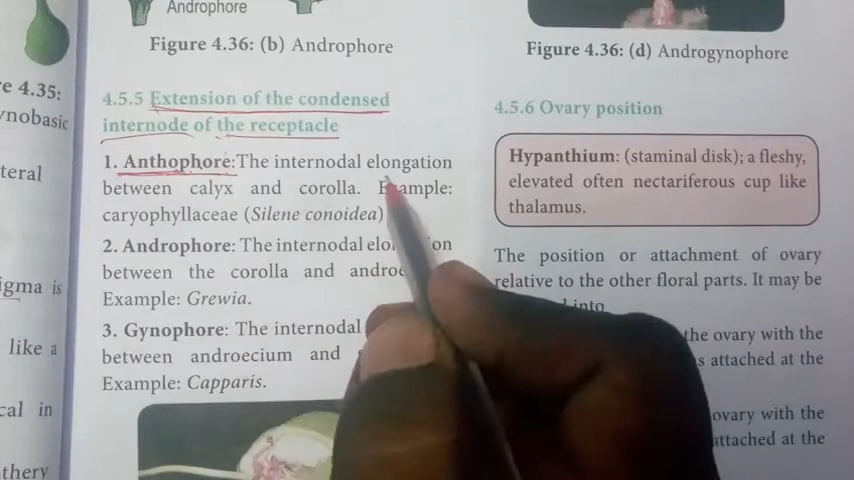 Androphore
Figure 4.36: (b) Androphore
e 4.35:
nobasic
teral
igma is
like a
cal in
thery
4.5.5 Extension of the condensed
internode of the receptacle
1. Anthophore:The internodal elongation
between calyx and corolla. Example:
caryophyllaceae (Silene conoidea)
2. Androphore: The internodal elo on
between the corolla and androe
Example: Grewia.
3. Gynophore: The internodal
between androecium and
Example: Capparis.
Figure 4.36: (d) Androgynophore
4.5.6 Ovary position
Hypanthium: (staminal disk); a fleshy,
elevated often nectariferous cup like
thalamus.
The position or attachment of ovary
relative to the other floral parts. It may be
into
the ovary with the
s attached at the
ovary with the
attached at the